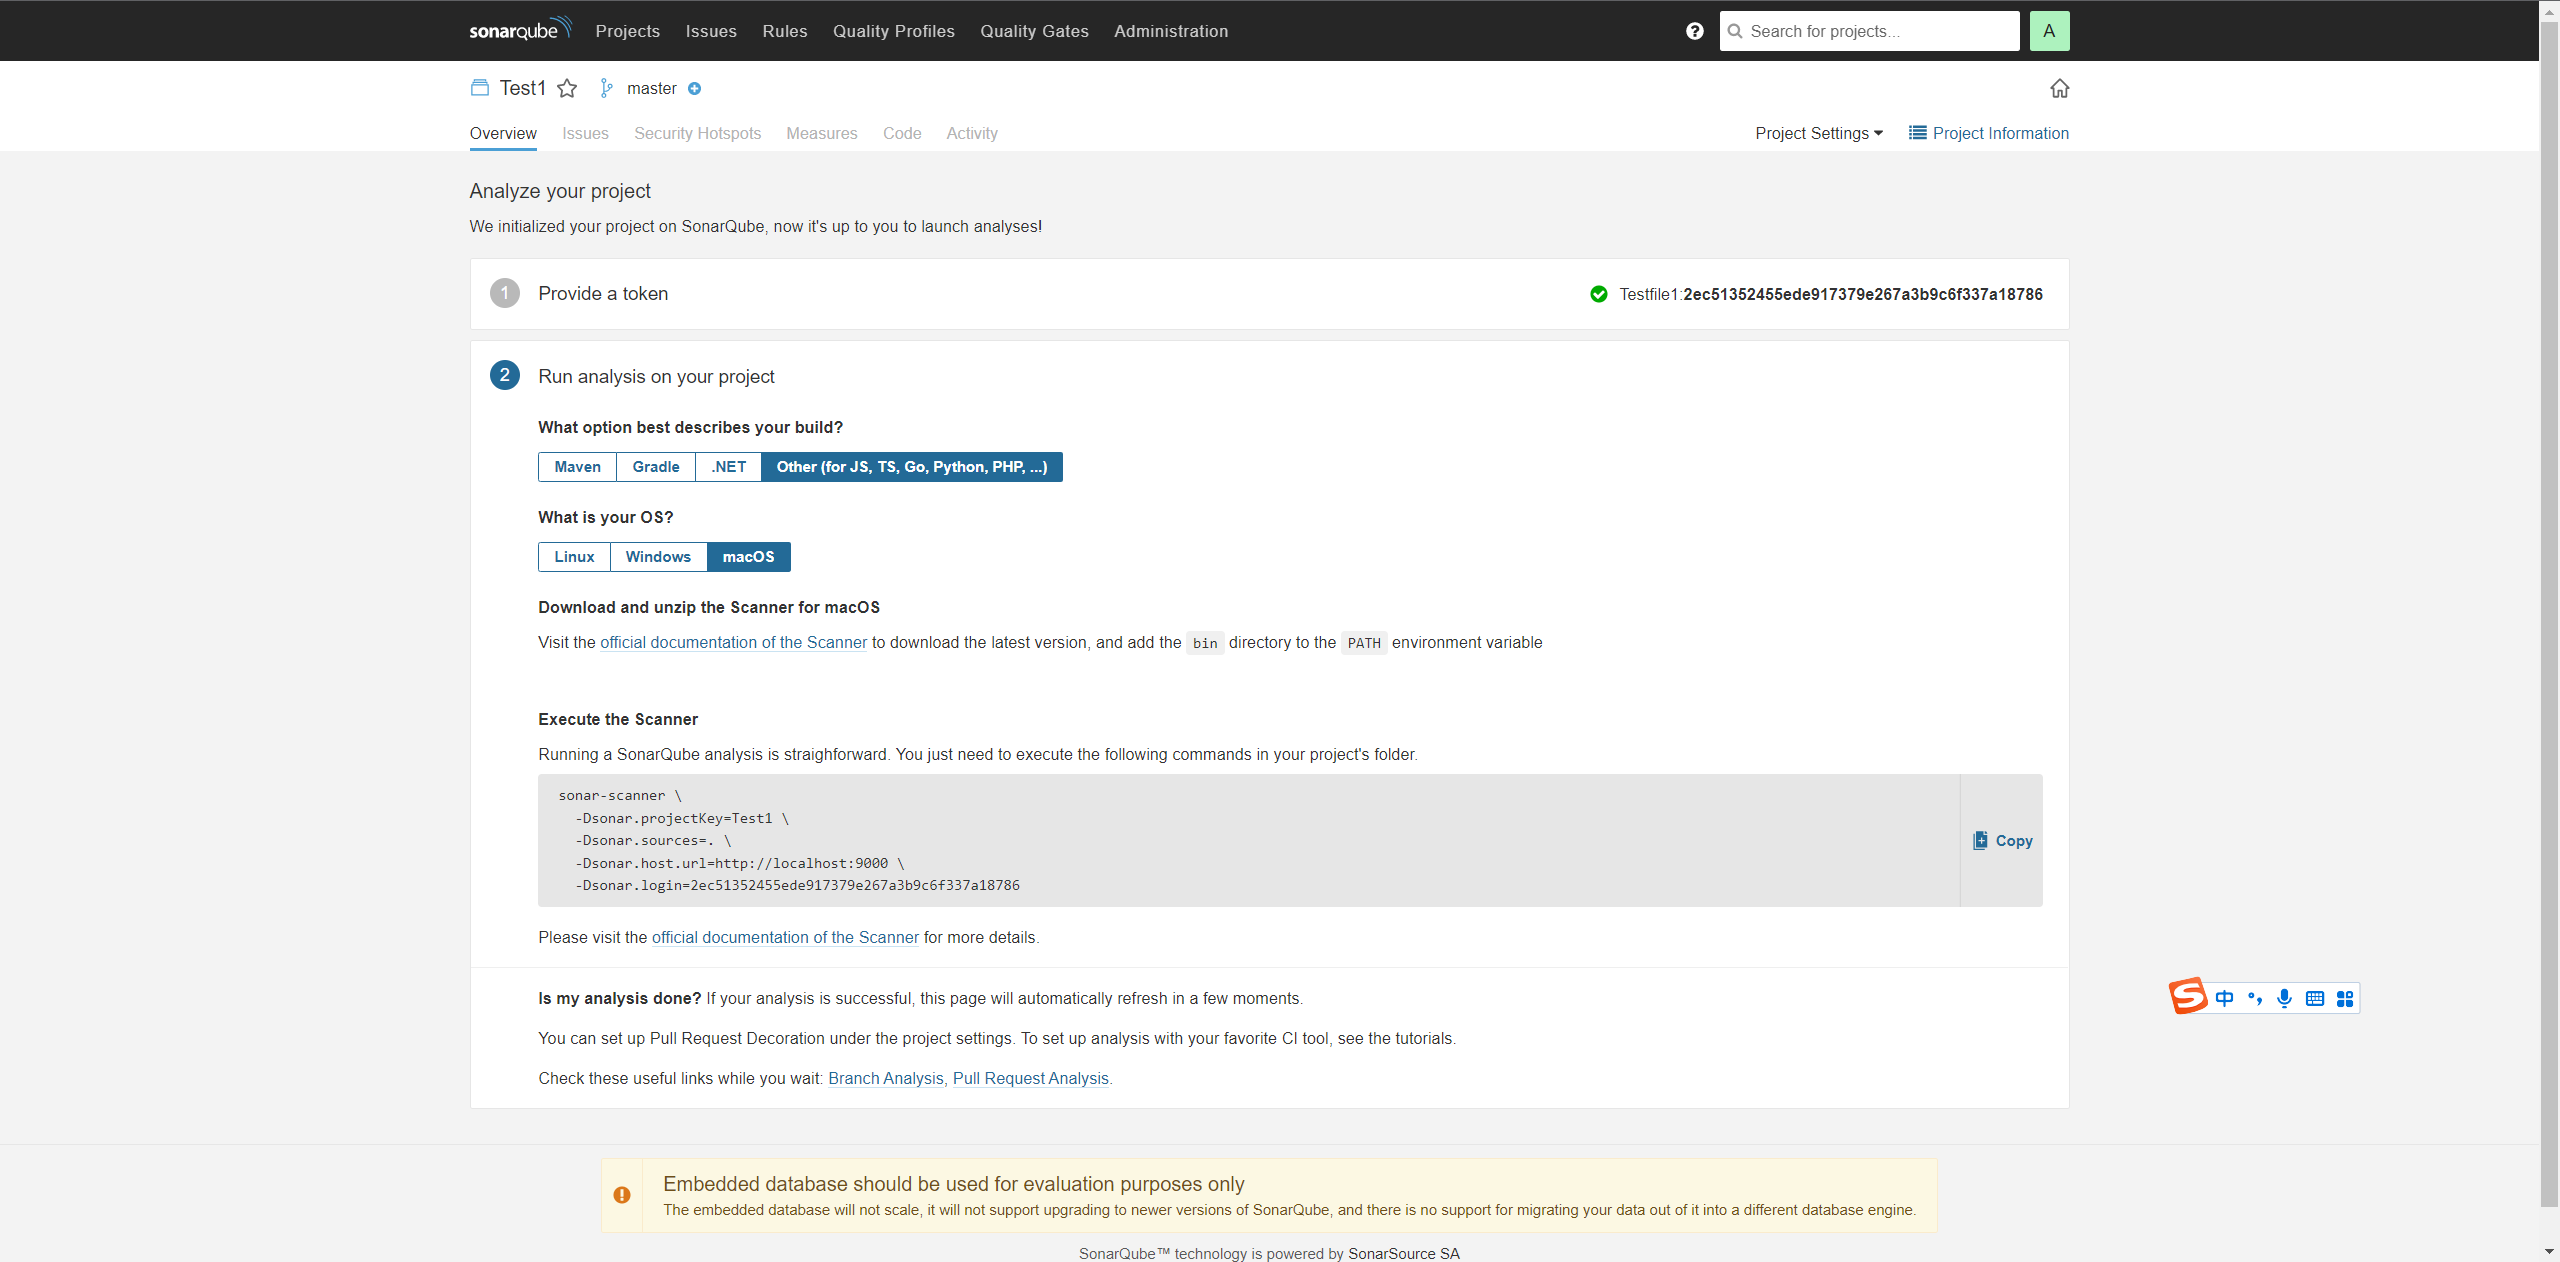 sonarqube Projects Issues Rules Quality Profiles Quality Gates Administration ? Search for projects... A
Test1 master
Overview Issues Security Hotspots Measures Code Activity Project Settings Project Information
Analyze your project
We initialized your project on SonarQube, now it's up to you to launch analyses!
1 Provide a token Testfile1:2ec51352455ede917379e267a3b9c6f337a18786
2 Run analysis on your project
What option best describes your build?
Maven Gradle .NET Other (for JS, TS, Go, Python, PHP, ...)
What is your OS?
Linux Windows macOS
Download and unzip the Scanner for macOS
Visit the official documentation of the Scanner to download the latest version, and add the bin directory to the PATH environment variable
Execute the Scanner
Running a SonarQube analysis is straighforward. You just need to execute the following commands in your project's folder.
sonar-scanner \
-Dsonar.projectKey=Test1 \
-Dsonar.sources=. \
-Dsonar.host.url=http://localhost:9000 \
-Dsonar.login=2ec51352455ede917379e267a3b9c6f337a18786
Copy
Please visit the official documentation of the Scanner for more details.
Is my analysis done? If your analysis is successful, this page will automatically refresh in a few moments.
S 中 °,
You can set up Pull Request Decoration under the project settings. To set up analysis with your favorite CI tool, see the tutorials.
Check these useful links while you wait: Branch Analysis, Pull Request Analysis.
Embedded database should be used for evaluation purposes only
The embedded database will not scale, it will not support upgrading to newer versions of SonarQube, and there is no support for migrating your data out of it into a different database engine.
SonarQube™ technology is powered by SonarSource SA